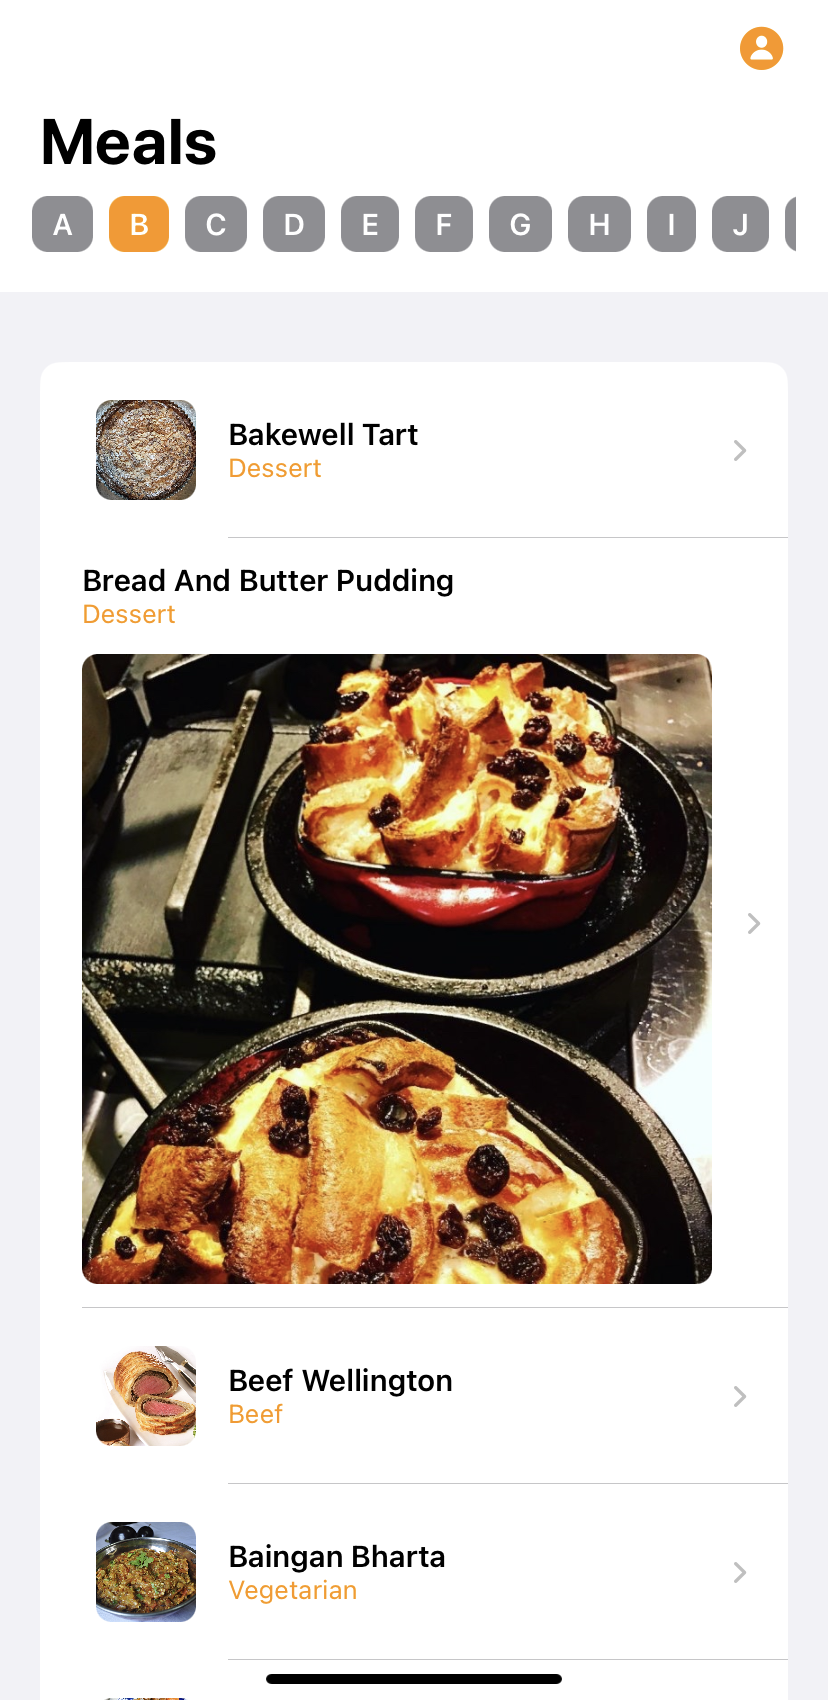 Meals
A B C D E F G H I J
Bakewell Tart
Dessert
Bread And Butter Pudding
Dessert
Beef Wellington
Beef
Baingan Bharta
Vegetarian